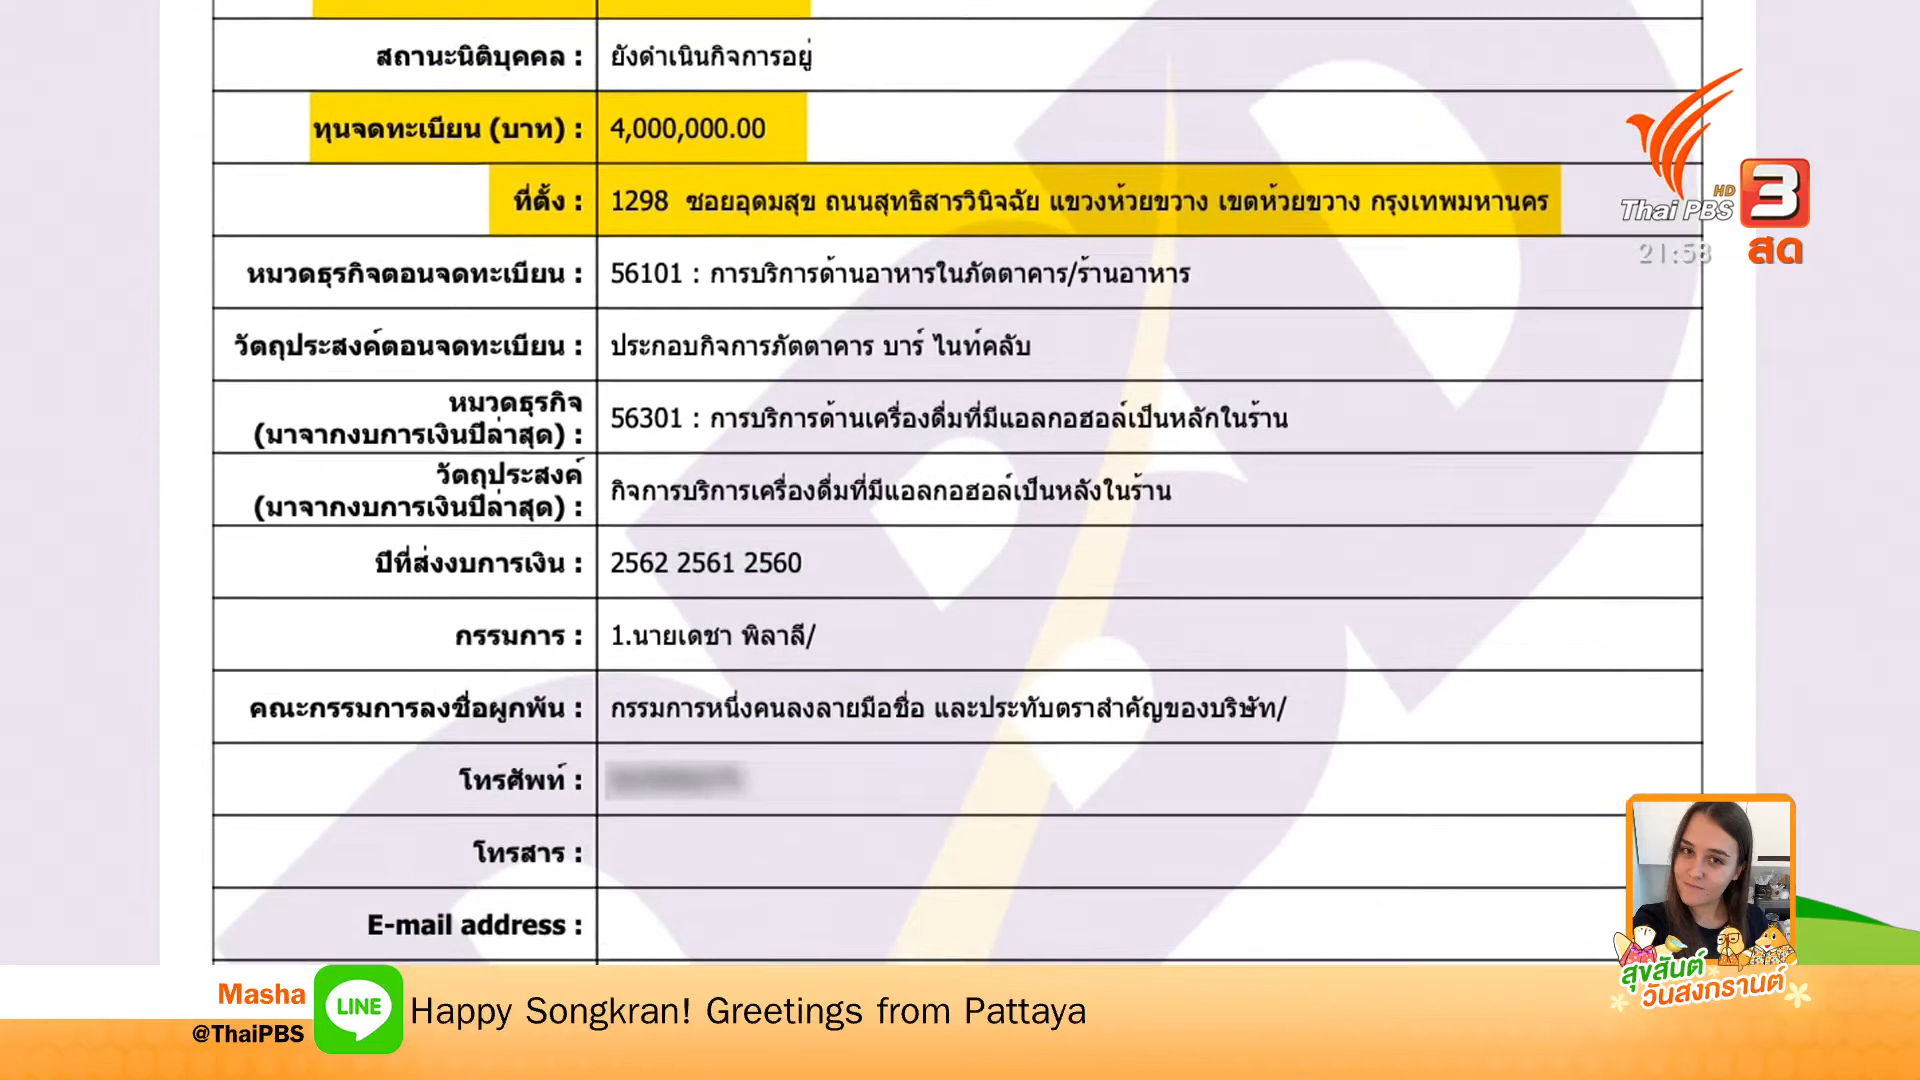 สถานะนิติบุคคล : ยังดำเนินกิจการอยู่
ทุนจดทะเบียน (บาท) : 4,000,000.00
ที่ตั้ง : 1298 ซอยอุดมสุข ถนนสุทธิสารวินิจฉัย แขวงห้วยขวาง เขตห้วยขวาง กรุงเทพมหานคร
HD
Thai PBS 3
21:58 สด
หมวดธุรกิจตอนจดทะเบียน : 56101 : การบริการด้านอาหารในภัตตาคาร/ร้านอาหาร
วัตถุประสงค์ตอนจดทะเบียน : ประกอบกิจการภัตตาคาร บาร์ ไนท์คลับ
หมวดธุรกิจ
(มาจากงบการเงินปีล่าสุด) : 56301 : การบริการด้านเครื่องดื่มที่มีแอลกอฮอล์เป็นหลักในร้าน
วัตถุประสงค์
(มาจากงบการเงินปีล่าสุด) : กิจการบริการเครื่องดื่มที่มีแอลกอฮอล์เป็นหลังในร้าน
ปีที่ส่งงบการเงิน : 2562 2561 2560
กรรมการ : 1.นายเดชา พิลาลี/
คณะกรรมการลงชื่อผูกพัน : กรรมการหนึ่งคนลงลายมือชื่อ และประทับตราสำคัญของบริษัท/
โทรศัพท์ :
โทรสาร :
E-mail address :
สุขสันต์
วันสงกรานต์
Masha
@ThaiPBS
LINE
Happy Songkran! Greetings from Pattaya